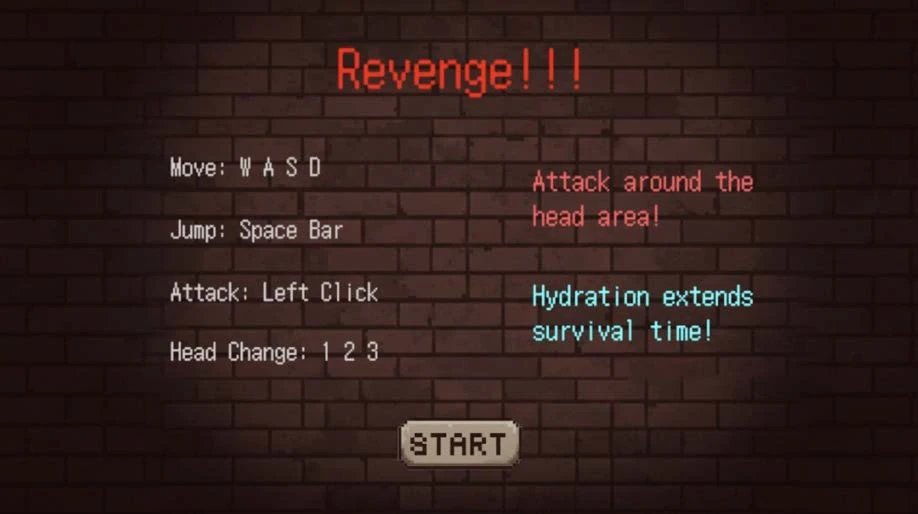 Revenge!!!
Move: W A S D
Jump: Space Bar
Attack: Left Click
Head Change: 1 2 3
Attack around the
head area!
Hydration extends
survival time!
START